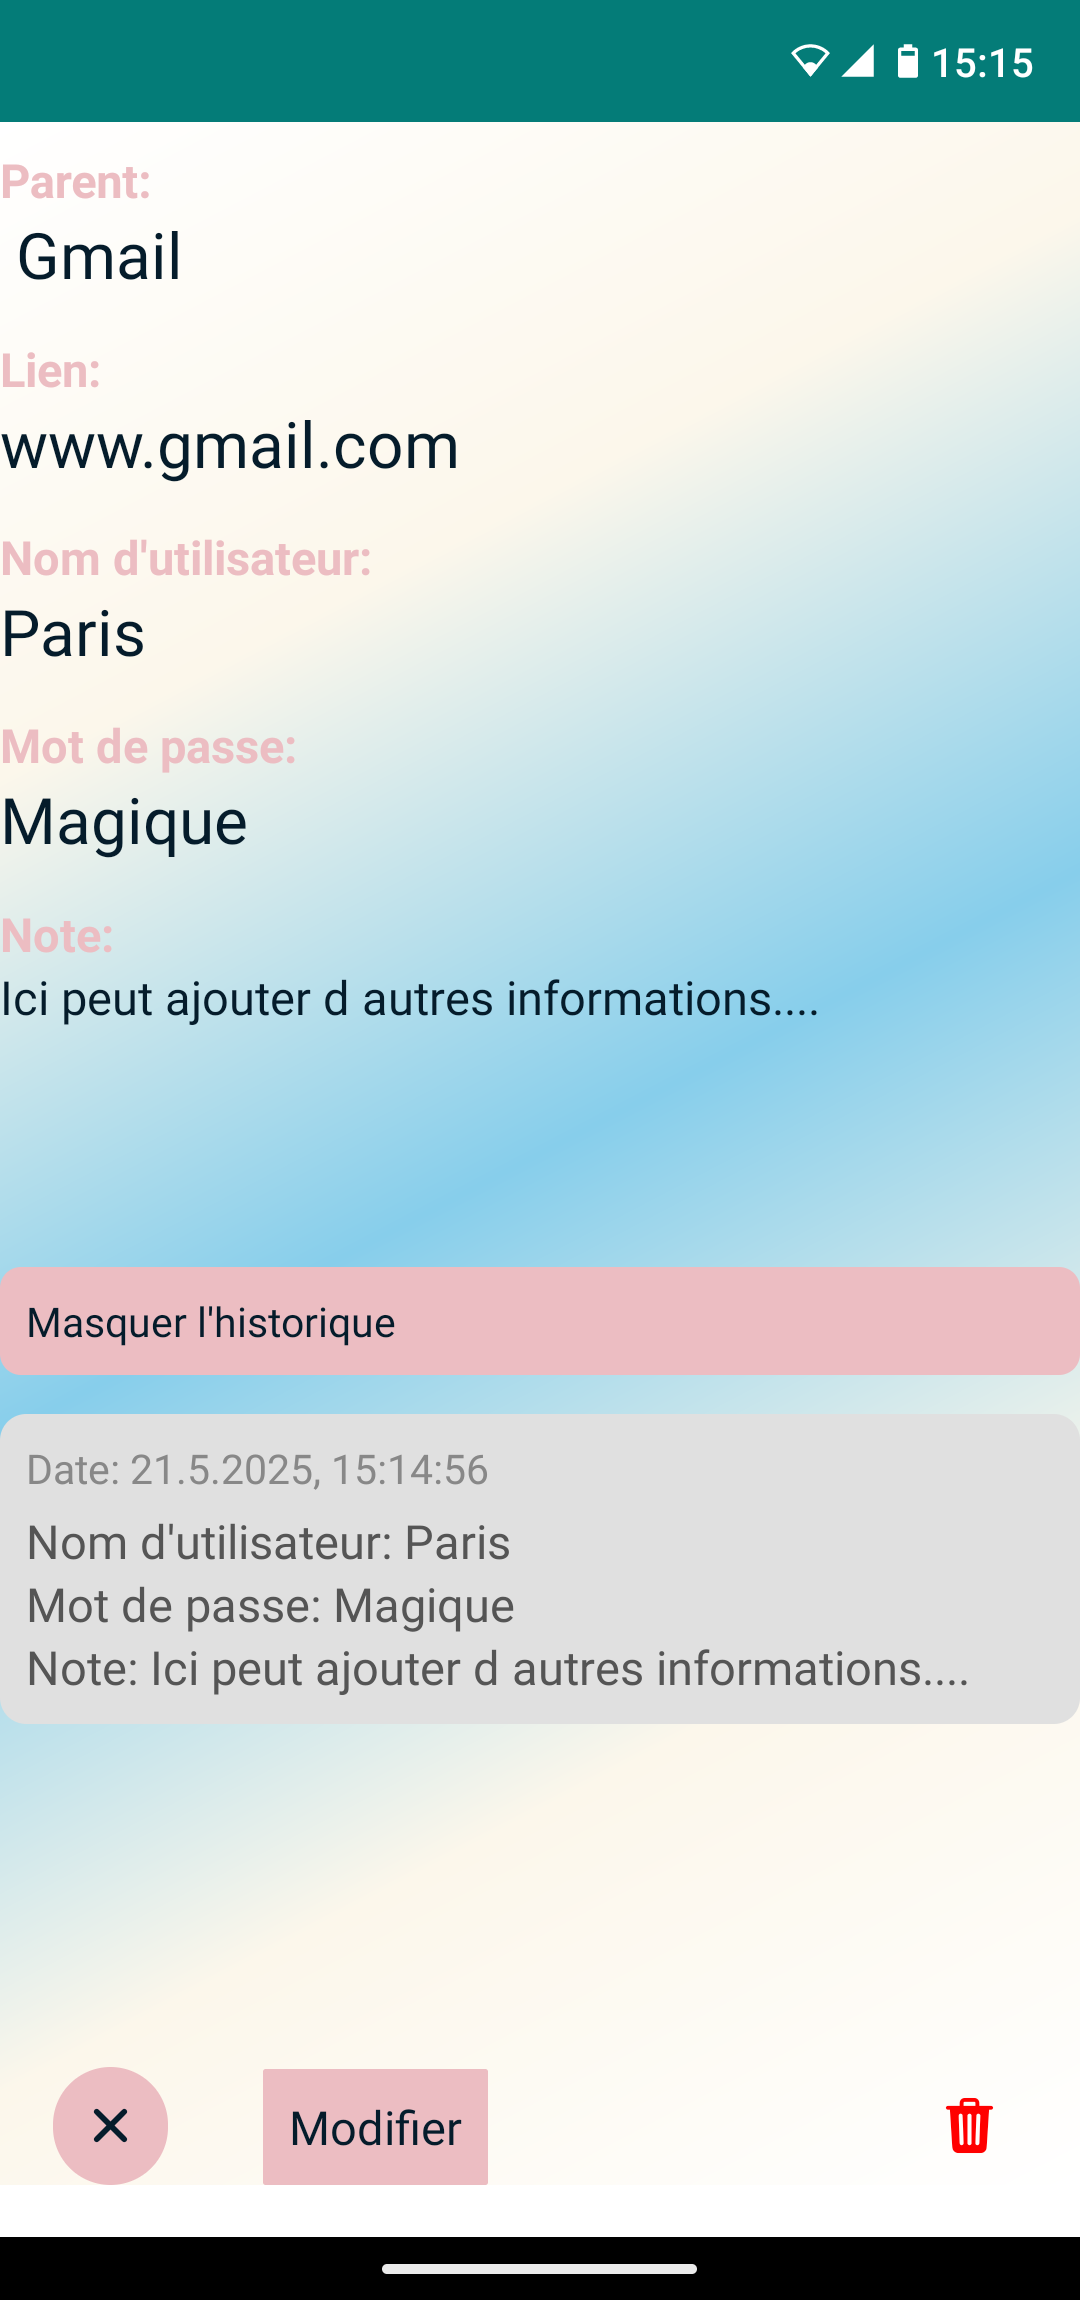 15:15
Parent:
Gmail
Lien:
www.gmail.com
Nom d'utilisateur:
Paris
Mot de passe:
Magique
Note:
Ici peut ajouter d autres informations....
Masquer l'historique
Date: 21.5.2025, 15:14:56
Nom d'utilisateur: Paris
Mot de passe: Magique
Note: Ici peut ajouter d autres informations....
Modifier